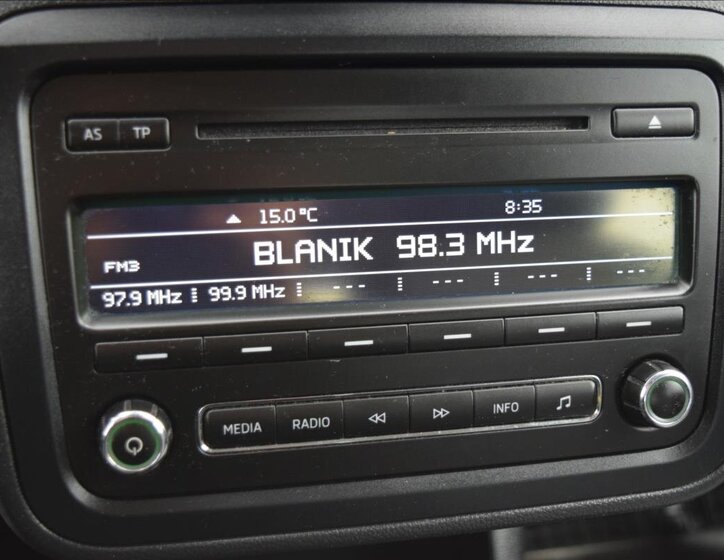 AS TP
15.0°C 8:35
BLANIK 98.3 MHz
FM3
97.9 MHz 99.9 MHz --- --- --- ---
MEDIA RADIO INFO